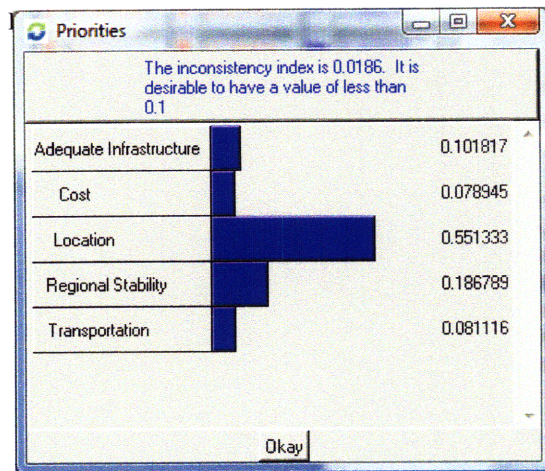 Priorities
The inconsistency index is 0.0186. It is
desirable to have a value of less than
0.1
Adequate Infrastructure 0.101817
Cost 0.078945
Location 0.551333
Regional Stability 0.186789
Transportation 0.081116
Okay